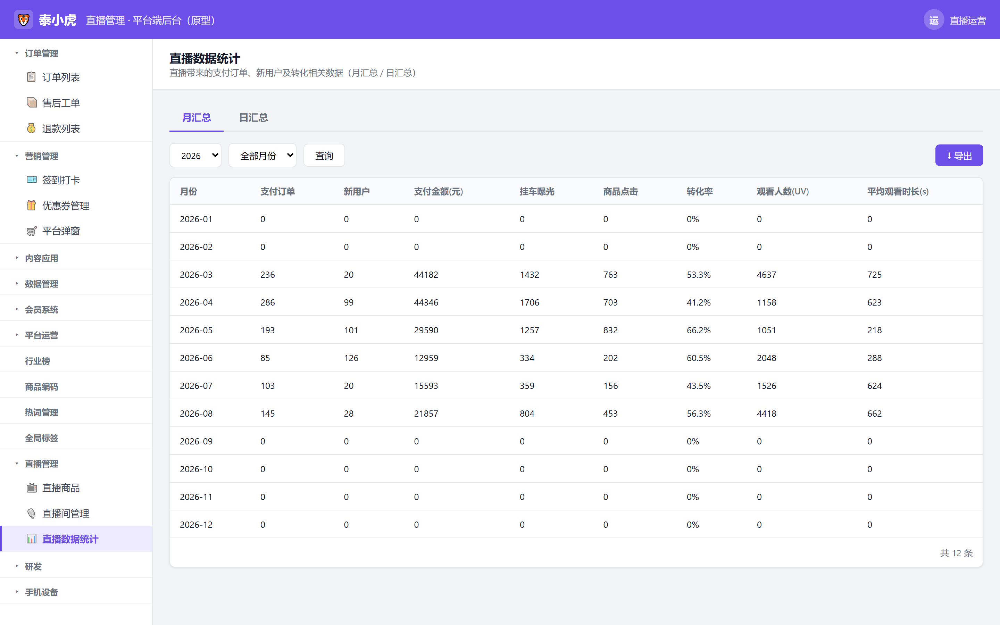 泰小虎 直播管理 · 平台端后台（原型）
运 直播运营
订单管理
订单列表
售后工单
退款列表
营销管理
签到打卡
优惠券管理
平台弹窗
内容应用
数据管理
会员系统
平台运营
行业榜
商品编码
热词管理
全局标签
直播管理
直播商品
直播间管理
直播数据统计
研发
手机设备
直播数据统计
直播带来的支付订单、新用户及转化相关数据（月汇总 / 日汇总）
月汇总 日汇总
2026 全部月份 查询 ⭳导出
月份 支付订单 新用户 支付金额(元) 挂车曝光 商品点击 转化率 观看人数(UV) 平均观看时长(s)
2026-01 0 0 0 0 0 0% 0 0
2026-02 0 0 0 0 0 0% 0 0
2026-03 236 20 44182 1432 763 53.3% 4637 725
2026-04 286 99 44346 1706 703 41.2% 1158 623
2026-05 193 101 29590 1257 832 66.2% 1051 218
2026-06 85 126 12959 334 202 60.5% 2048 288
2026-07 103 20 15593 359 156 43.5% 1526 624
2026-08 145 28 21857 804 453 56.3% 4418 662
2026-09 0 0 0 0 0 0% 0 0
2026-10 0 0 0 0 0 0% 0 0
2026-11 0 0 0 0 0 0% 0 0
2026-12 0 0 0 0 0 0% 0 0
共 12 条